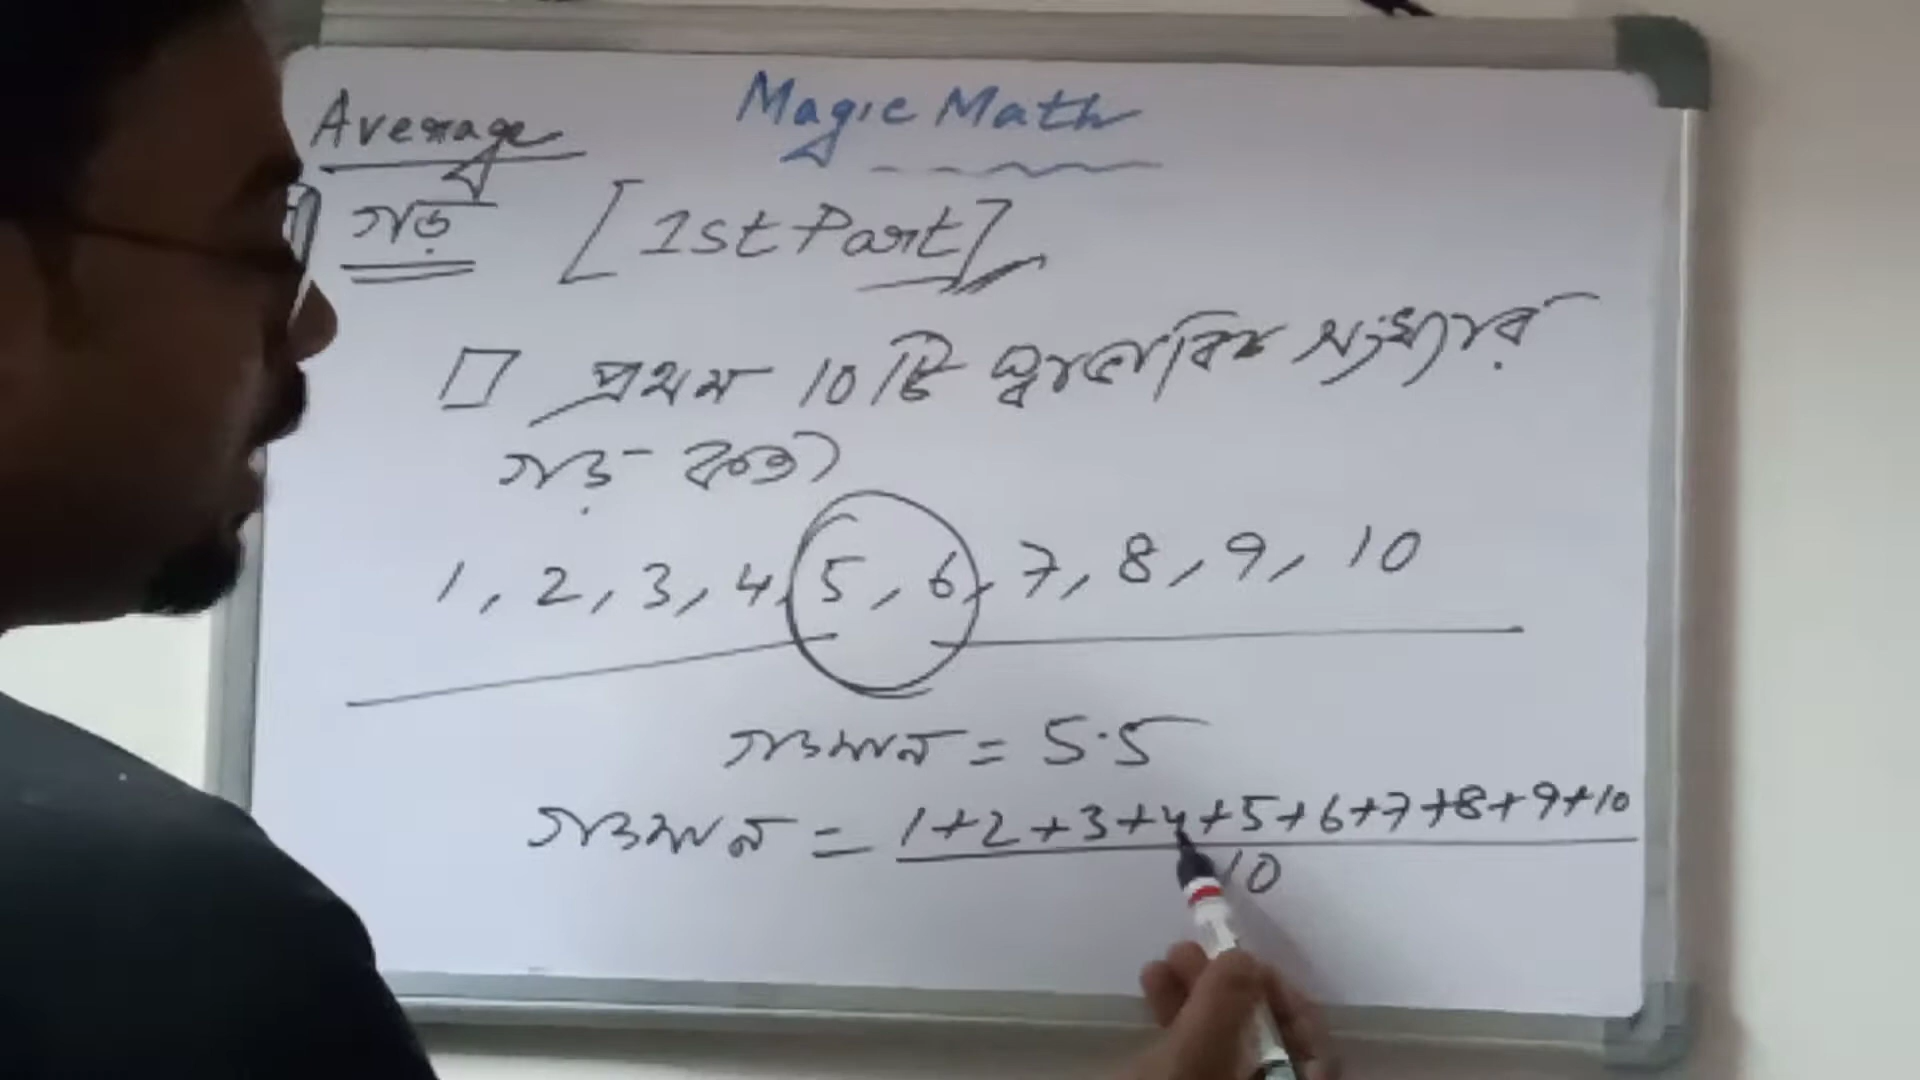 Average
Magic Math
গড়
[1st Part]
□ প্রথম 10 টি স্বাভাবিক সংখ্যার
গড় কত?
1, 2, 3, 4, 5, 6, 7, 8, 9, 10
গড়মান = 5.5
গড়মান = 1+2+3+4+5+6+7+8+9+10
10